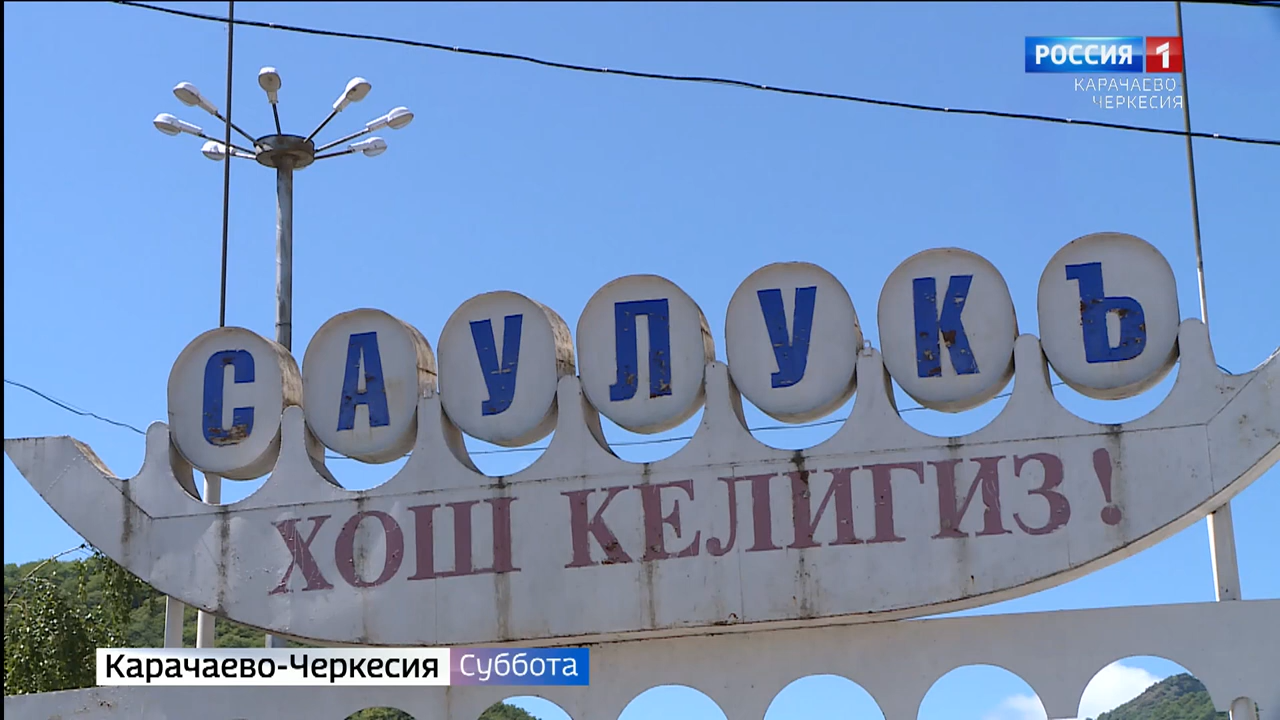 РОССИЯ 1
КАРАЧАЕВО-
ЧЕРКЕСИЯ
САУЛУКЪ
ХОШ КЕЛИГИЗ!
Карачаево-Черкесия Суббота